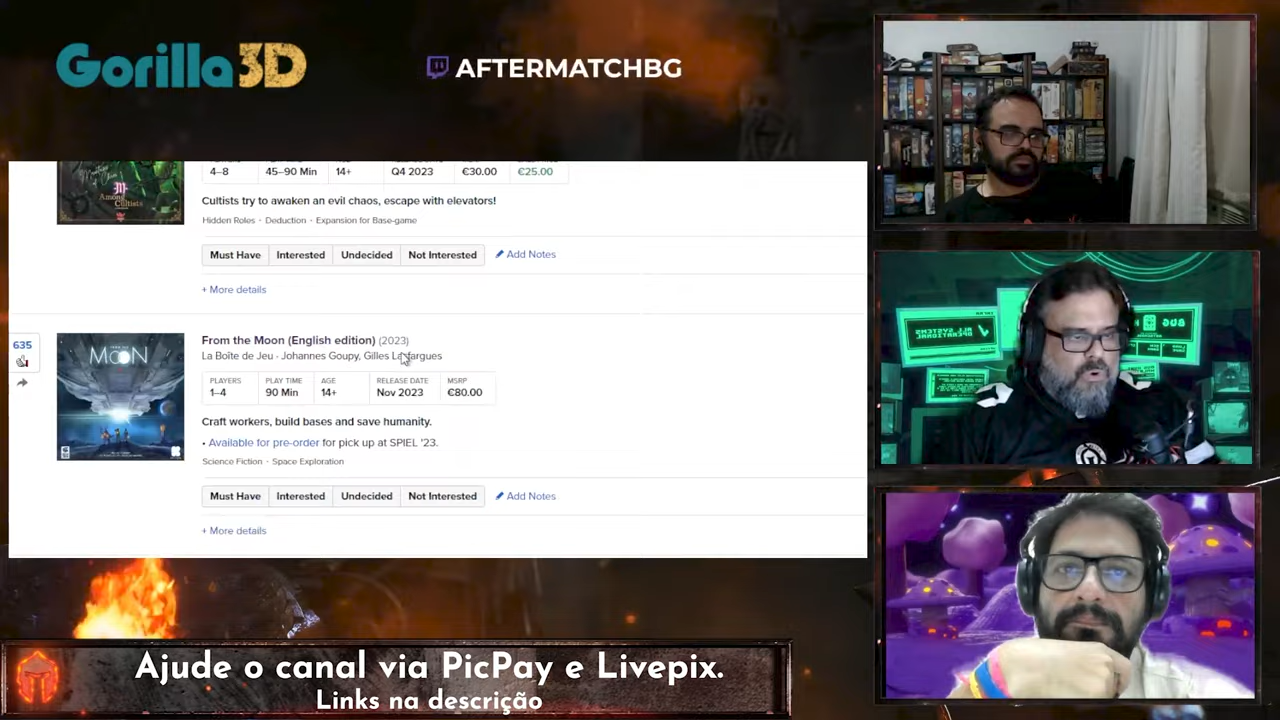 Gorilla3D
AFTERMATCHBG
4–8
45–90 Min
14+
Q4 2023
€30.00
€25.00
Among Cultists
Cultists try to awaken an evil chaos, escape with elevators!
Hidden Roles · Deduction · Expansion for Base-game
Must Have
Interested
Undecided
Not Interested
Add Notes
+ More details
635
MOON
From the Moon (English edition) (2023)
La Boîte de Jeu · Johannes Goupy, Gilles
PLAYERS
PLAY TIME
AGE
RELEASE DATE
MSRP
1–4
90 Min
14+
Nov 2023
€80.00
Craft workers, build bases and save humanity.
• Available for pre-order for pick up at SPIEL '23.
Science Fiction · Space Exploration
Must Have
Interested
Undecided
Not Interested
Add Notes
+ More details
Ajude o canal via PicPay e Livepix.
Links na descrição